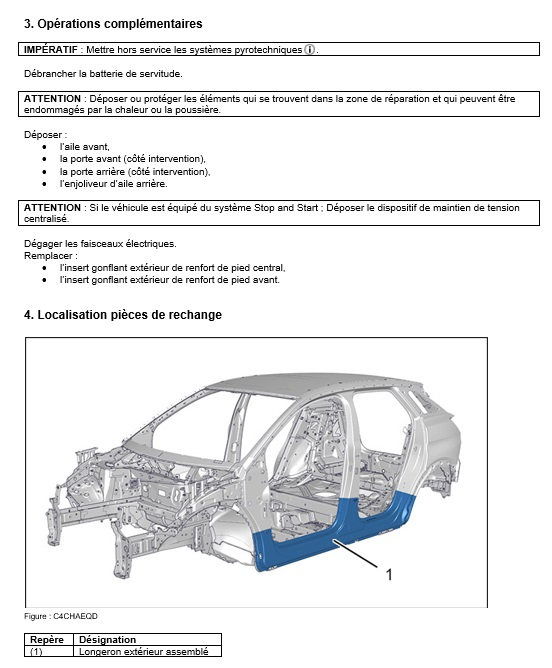 3. Opérations complémentaires
IMPÉRATIF : Mettre hors service les systèmes pyrotechniques ⓘ.
Débrancher la batterie de servitude.
ATTENTION : Déposer ou protéger les éléments qui se trouvent dans la zone de réparation et qui peuvent être
endommagés par la chaleur ou la poussière.
Déposer :
• l'aile avant,
• la porte avant (côté intervention),
• la porte arrière (côté intervention),
• l'enjoliveur d'aile arrière.
ATTENTION : Si le véhicule est équipé du système Stop and Start ; Déposer le dispositif de maintien de tension
centralisé.
Dégager les faisceaux électriques.
Remplacer :
• l'insert gonflant extérieur de renfort de pied central,
• l'insert gonflant extérieur de renfort de pied avant.
4. Localisation pièces de rechange
1
Figure : C4CHAEQD
Repère Désignation
(1) Longeron extérieur assemblé